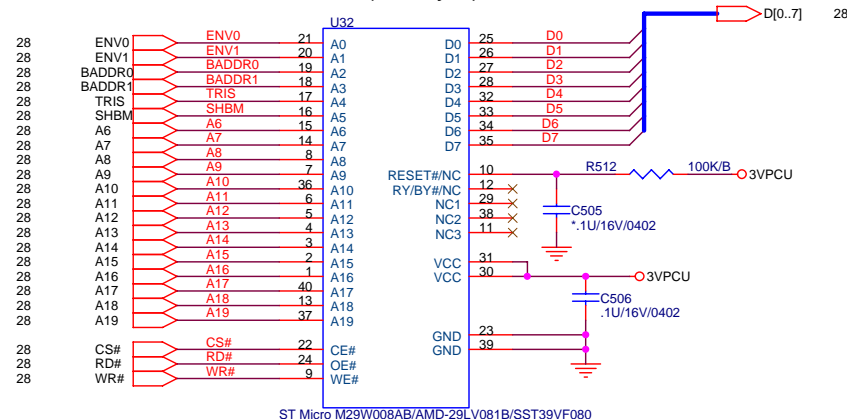 U32
D[0..7] 28
28 ENV0 ENV0 21 A0 D0 25 D0
28 ENV1 ENV1 20 A1 D1 26 D1
28 BADDR0 BADDR0 19 A2 D2 27 D2
28 BADDR1 BADDR1 18 A3 D3 28 D3
28 TRIS TRIS 17 A4 D4 32 D4
28 SHBM SHBM 16 A5 D5 33 D5
28 A6 A6 15 A6 D6 34 D6
28 A7 A7 14 A7 D7 35 D7
28 A8 A8 8 A8
28 A9 A9 7 A9 RESET#/NC 10 R512 100K/B 3VPCU
28 A10 A10 36 A10 RY/BY#/NC 12
28 A11 A11 6 A11 NC1 29
28 A12 A12 5 A12 NC2 38 C505
28 A13 A13 4 A13 NC3 11 *.1U/16V/0402
28 A14 A14 3 A14
28 A15 A15 2 A15 VCC 31
28 A16 A16 1 A16 VCC 30 3VPCU
28 A17 A17 40 A17
28 A18 A18 13 A18 C506
28 A19 A19 37 A19 .1U/16V/0402
GND 23
28 CS# CS# 22 CE# GND 39
28 RD# RD# 24 OE#
28 WR# WR# 9 WE#
ST Micro M29W008AB/AMD-29LV081B/SST39VF080